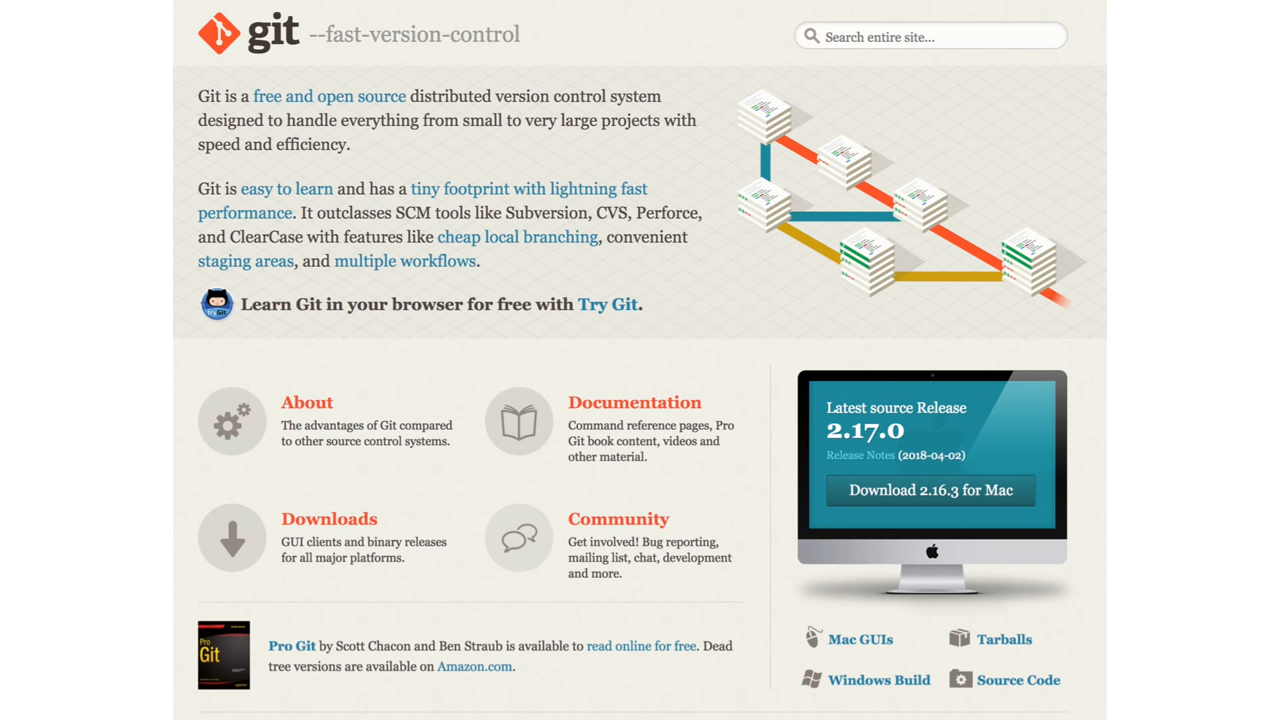 git --fast-version-control
Search entire site...
Git is a free and open source distributed version control system
designed to handle everything from small to very large projects with
speed and efficiency.
Git is easy to learn and has a tiny footprint with lightning fast
performance. It outclasses SCM tools like Subversion, CVS, Perforce,
and ClearCase with features like cheap local branching, convenient
staging areas, and multiple workflows.
TryGit
Learn Git in your browser for free with Try Git.
About
The advantages of Git compared
to other source control systems.
Documentation
Command reference pages, Pro
Git book content, videos and
other material.
Downloads
GUI clients and binary releases
for all major platforms.
Community
Get involved! Bug reporting,
mailing list, chat, development
and more.
Pro
Git
Pro Git by Scott Chacon and Ben Straub is available to read online for free. Dead
tree versions are available on Amazon.com.
Latest source Release
2.17.0
Release Notes (2018-04-02)
Download 2.16.3 for Mac
Mac GUIs
Tarballs
Windows Build
Source Code